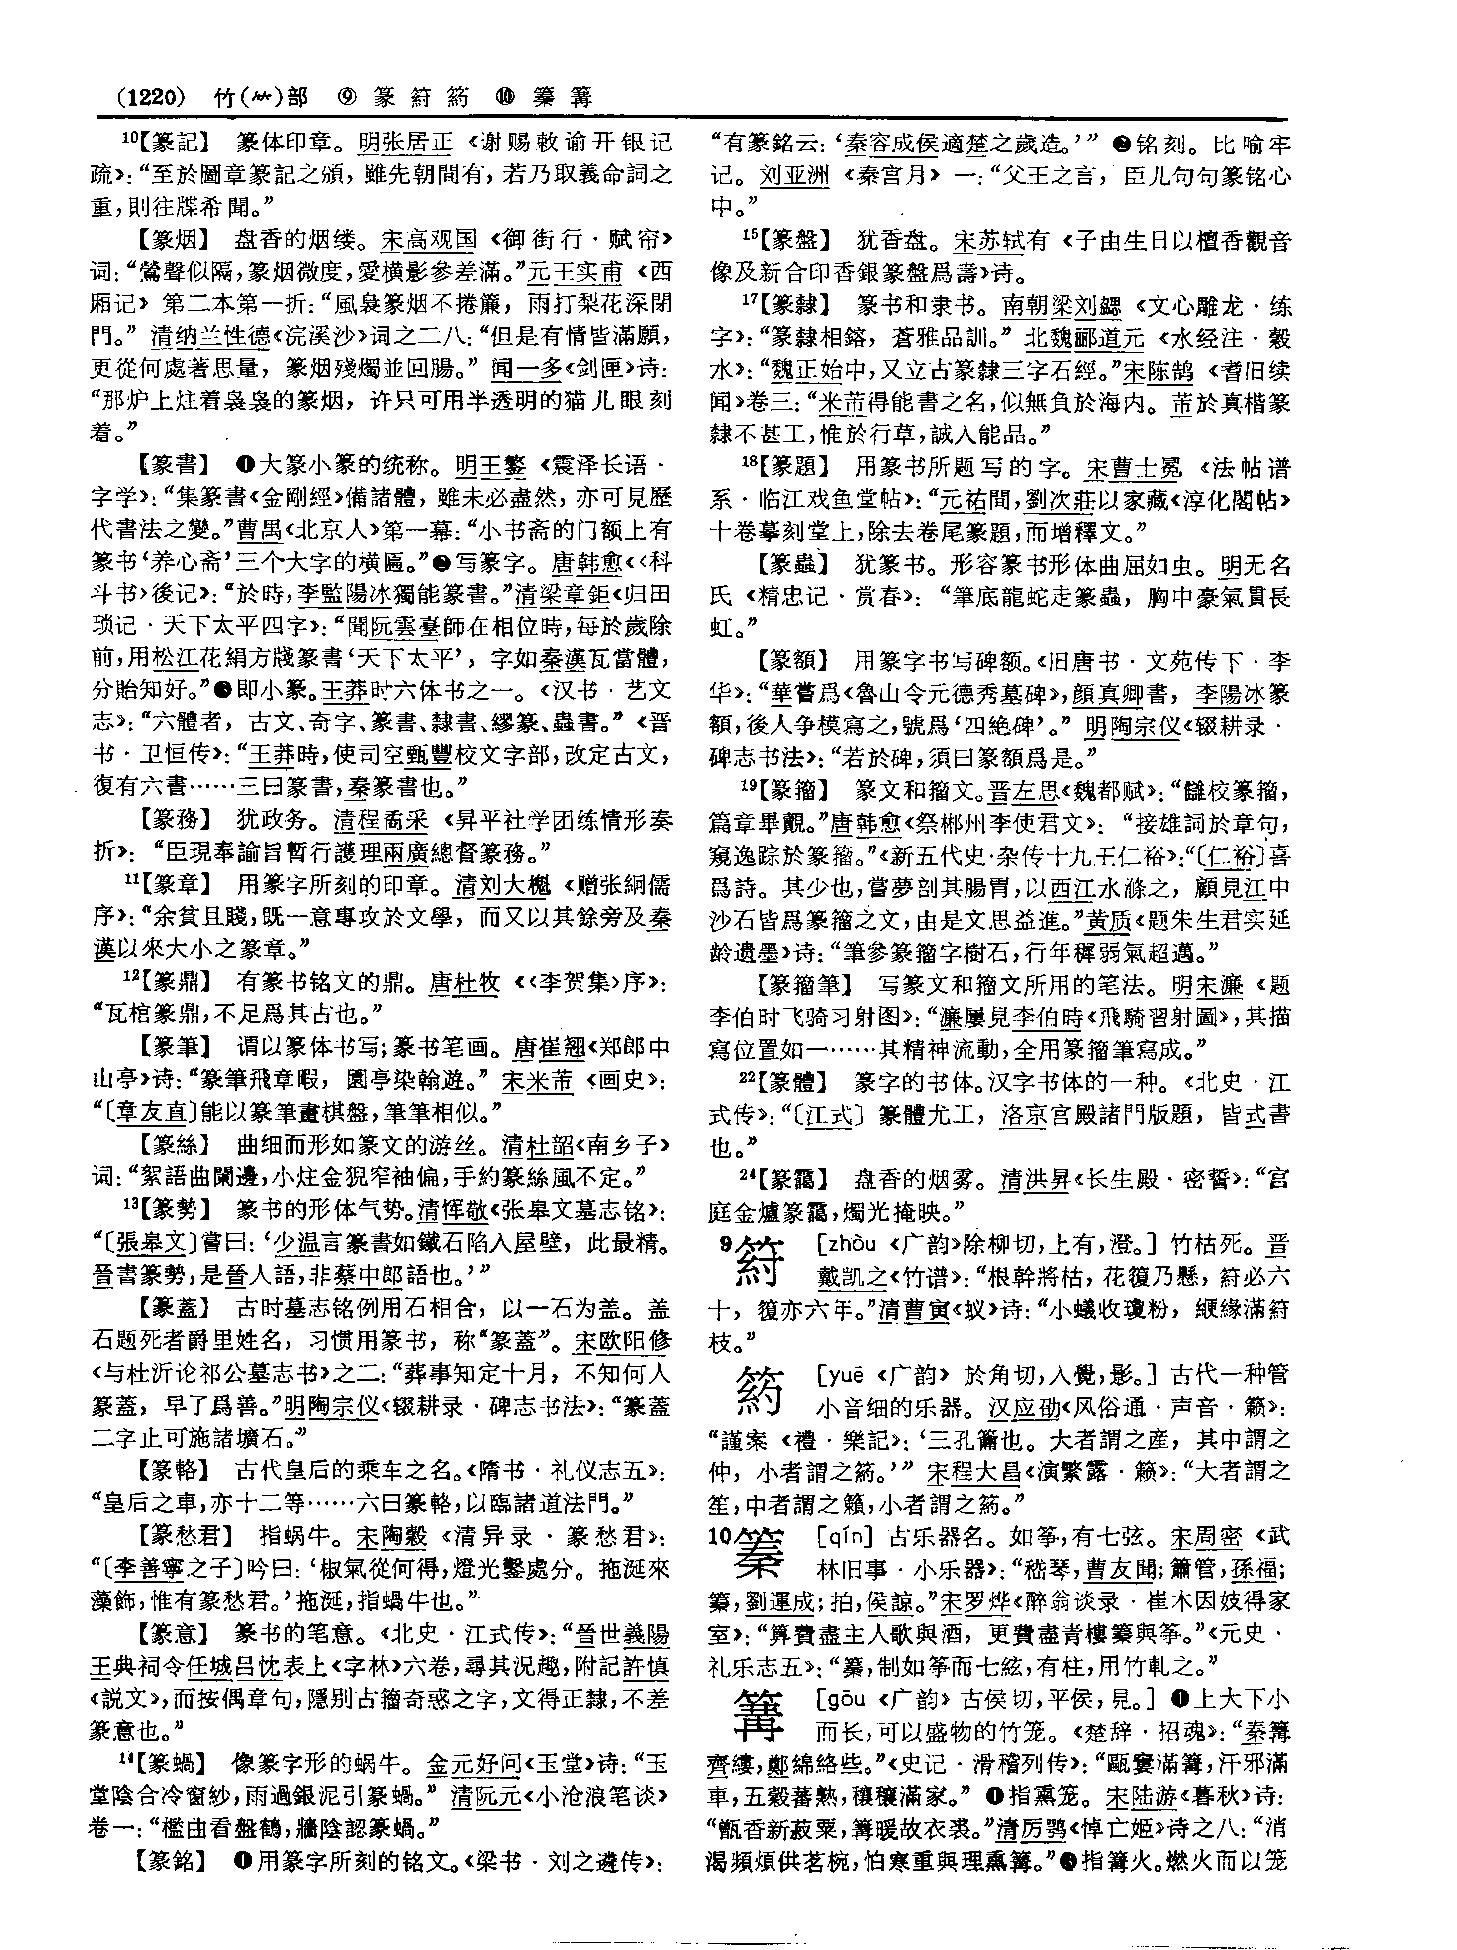 (1220) 竹(⺮)部 ⑨ 篆 篈 箹 ⑩ 篆 篝
¹⁰【篆記】 篆体印章。明张居正《谢赐敕谕开银记
疏》：“至於圖章篆記之頒，雖先朝間有，若乃取義命詞之
重，則往牒希聞。”
【篆烟】 盘香的烟缕。宋高观国《御街行·赋帘》
词：“鶯聲似隔，篆烟微度，愛横影參差滿。”元王实甫《西
厢记》第二本第一折：“風裊篆烟不捲簾，雨打梨花深閉
門。”清纳兰性德《浣溪沙》词之二八：“但是有情皆滿願，
更從何處著思量，篆烟殘燭並回腸。”闻一多《剑匣》诗：
“那炉上炷着袅袅的篆烟，许只可用半透明的猫儿眼刻
着。”
【篆書】 ❶大篆小篆的统称。明王鏊《震泽长语·
字学》：“集篆書《金剛經》備諸體，雖未必盡然，亦可見歷
代書法之變。”曹禺《北京人》第一幕：“小书斋的门额上有
篆书‘养心斋’三个大字的横匾。”❷写篆字。唐韩愈《〈科
斗书〉後记》：“於時，李監陽冰獨能篆書。”清梁章鉅《归田
琐记·天下太平四字》：“聞阮雲臺師在相位時，每於歲除
前，用松江花絹方牋篆書‘天下太平’，字如秦漢瓦當體，
分貽知好。”❸即小篆。王莽时六体书之一。《汉书·艺文
志》：“六體者，古文、奇字、篆書、隸書、繆篆、蟲書。”《晋
书·卫恒传》：“王莽時，使司空甄豐校文字部，改定古文，
復有六書……三曰篆書，秦篆書也。”
【篆務】 犹政务。清程矞采《昇平社学团练情形奏
折》：“臣現奉諭旨暫行護理兩廣總督篆務。”
¹¹【篆章】 用篆字所刻的印章。清刘大櫆《赠张絅儒
序》：“余貧且賤，既一意專攻於文學，而又以其餘旁及秦
漢以來大小之篆章。”
¹²【篆鼎】 有篆书铭文的鼎。唐杜牧《〈李贺集〉序》：
“瓦棺篆鼎，不足爲其古也。”
【篆筆】 谓以篆体书写；篆书笔画。唐崔翘《郑郎中
山亭》诗：“篆筆飛章暇，園亭染翰遊。”宋米芾《画史》：
“〔章友直〕能以篆筆畫棋盤，筆筆相似。”
【篆絲】 曲细而形如篆文的游丝。清杜韶《南乡子》
词：“絮語曲闌邊，小炷金猊窄袖偏，手約篆絲風不定。”
¹³【篆勢】 篆书的形体气势。清恽敬《张皋文墓志铭》：
“〔張皋文〕嘗曰：‘少温言篆書如鐵石陷入屋壁，此最精。
晉書篆勢，是晉人語，非蔡中郎語也。’”
【篆蓋】 古时墓志铭例用石相合，以一石为盖。盖
石题死者爵里姓名，习惯用篆书，称“篆蓋”。宋欧阳修
《与杜沂论祁公墓志书》之二：“葬事知定十月，不知何人
篆蓋，早了爲善。”明陶宗仪《辍耕录·碑志书法》：“篆蓋
二字止可施諸壙石。”
【篆輅】 古代皇后的乘车之名。《隋书·礼仪志五》：
“皇后之車，亦十二等……六曰篆輅，以臨諸道法門。”
【篆愁君】 指蜗牛。宋陶穀《清异录·篆愁君》：
“〔李善寧之子〕吟曰：‘椒氣從何得，燈光鑿處分。拖涎來
藻飾，惟有篆愁君。’拖涎，指蝸牛也。”
【篆意】 篆书的笔意。《北史·江式传》：“晉世義陽
王典祠令任城吕忱表上《字林》六卷，尋其況趣，附記許慎
《説文》，而按偶章句，隱别古籀奇惑之字，文得正隸，不差
篆意也。”
¹⁴【篆蝸】 像篆字形的蜗牛。金元好问《玉堂》诗：“玉
堂陰合冷窗紗，雨過銀泥引篆蝸。”清阮元《小沧浪笔谈》
卷一：“檻曲看盤鶴，牆陰認篆蝸。”
【篆銘】 ❶用篆字所刻的铭文。《梁书·刘之遴传》：
“有篆銘云：‘秦容成侯適楚之歲造。’”❷铭刻。比喻牢
记。刘亚洲《秦宫月》一：“父王之言，臣儿句句篆铭心
中。”
¹⁵【篆盤】 犹香盘。宋苏轼有《子由生日以檀香觀音
像及新合印香銀篆盤爲壽》诗。
¹⁷【篆隸】 篆书和隶书。南朝梁刘勰《文心雕龙·练
字》：“篆隸相鎔，蒼雅品訓。”北魏郦道元《水经注·穀
水》：“魏正始中，又立古篆隸三字石經。”宋陈鹄《耆旧续
闻》卷三：“米芾得能書之名，似無負於海内。芾於真楷篆
隸不甚工，惟於行草，誠入能品。”
¹⁸【篆題】 用篆书所题写的字。宋曹士冕《法帖谱
系·临江戏鱼堂帖》：“元祐間，劉次莊以家藏《淳化閣帖》
十卷摹刻堂上，除去卷尾篆題，而增釋文。”
【篆蟲】 犹篆书。形容篆书形体曲屈如虫。明无名
氏《精忠记·赏春》：“筆底龍蛇走篆蟲，胸中豪氣貫長
虹。”
【篆額】 用篆字书写碑额。《旧唐书·文苑传下·李
华》：“華嘗爲《魯山令元德秀墓碑》，顔真卿書，李陽冰篆
額，後人争模寫之，號爲‘四絶碑’。”明陶宗仪《辍耕录·
碑志书法》：“若於碑，須曰篆額爲是。”
¹⁹【篆籀】 篆文和籀文。晋左思《魏都赋》：“讎校篆籀，
篇章畢覿。”唐韩愈《祭郴州李使君文》：“接雄詞於章句，
窺逸踪於篆籀。”《新五代史·杂传十九·王仁裕》：“〔仁裕〕喜
爲詩。其少也，嘗夢剖其腸胃，以西江水滌之，顧見江中
沙石皆爲篆籀之文，由是文思益進。”黄质《题朱生君实延
龄遗墨》诗：“筆參篆籀字樹石，行年穉弱氣超邁。”
【篆籀筆】 写篆文和籀文所用的笔法。明宋濂《题
李伯时飞骑习射图》：“濂屢見李伯時《飛騎習射圖》，其描
寫位置如一……其精神流動，全用篆籀筆寫成。”
²²【篆體】 篆字的书体。汉字书体的一种。《北史·江
式传》：“〔江式〕篆體尤工，洛京宫殿諸門版題，皆式書
也。”
²⁴【篆靄】 盘香的烟雾。清洪昇《长生殿·密誓》：“宫
庭金爐篆靄，燭光掩映。”
9 䈙 [zhòu《广韵》除柳切，上有，澄。] 竹枯死。晋
戴凯之《竹谱》：“根幹將枯，花䈏乃懸，䈙必六
十，䈏亦六年。”清曹寅《蚁》诗：“小蟻收瓊粉，緶緣滿䈙
枝。”
箹 [yuē《广韵》於角切，入覺，影。] 古代一种管
小音细的乐器。汉应劭《风俗通·声音·籁》：
“謹案《禮·樂記》：‘三孔籥也。大者謂之産，其中謂之
仲，小者謂之箹。’”宋程大昌《演繁露·籁》：“大者謂之
笙，中者謂之籟，小者謂之箹。”
10 𥴧 [qín] 古乐器名。如筝，有七弦。宋周密《武
林旧事·小乐器》：“嵇琴，曹友聞；簫管，孫福；
𥴧，劉運成；拍，侯諒。”宋罗烨《醉翁谈录·崔木因妓得家
室》：“算費盡主人歌與酒，更費盡青樓𥴧與筝。”《元史·
礼乐志五》：“𥴧，制如筝而七絃，有柱，用竹軋之。”
篝 [gōu《广韵》古侯切，平侯，見。] ❶上大下小
而长，可以盛物的竹笼。《楚辞·招魂》：“秦篝
齊縷，鄭綿絡些。”《史记·滑稽列传》：“甌窶滿篝，汙邪滿
車，五穀蕃熟，穰穰滿家。”❶指熏笼。宋陆游《暮秋》诗：
“甑香新菽粟，篝暖故衣裘。”清厉鹗《悼亡姬》诗之八：“消
渴頻煩供茗椀，怕寒重與理熏篝。”❸指篝火。燃火而以笼